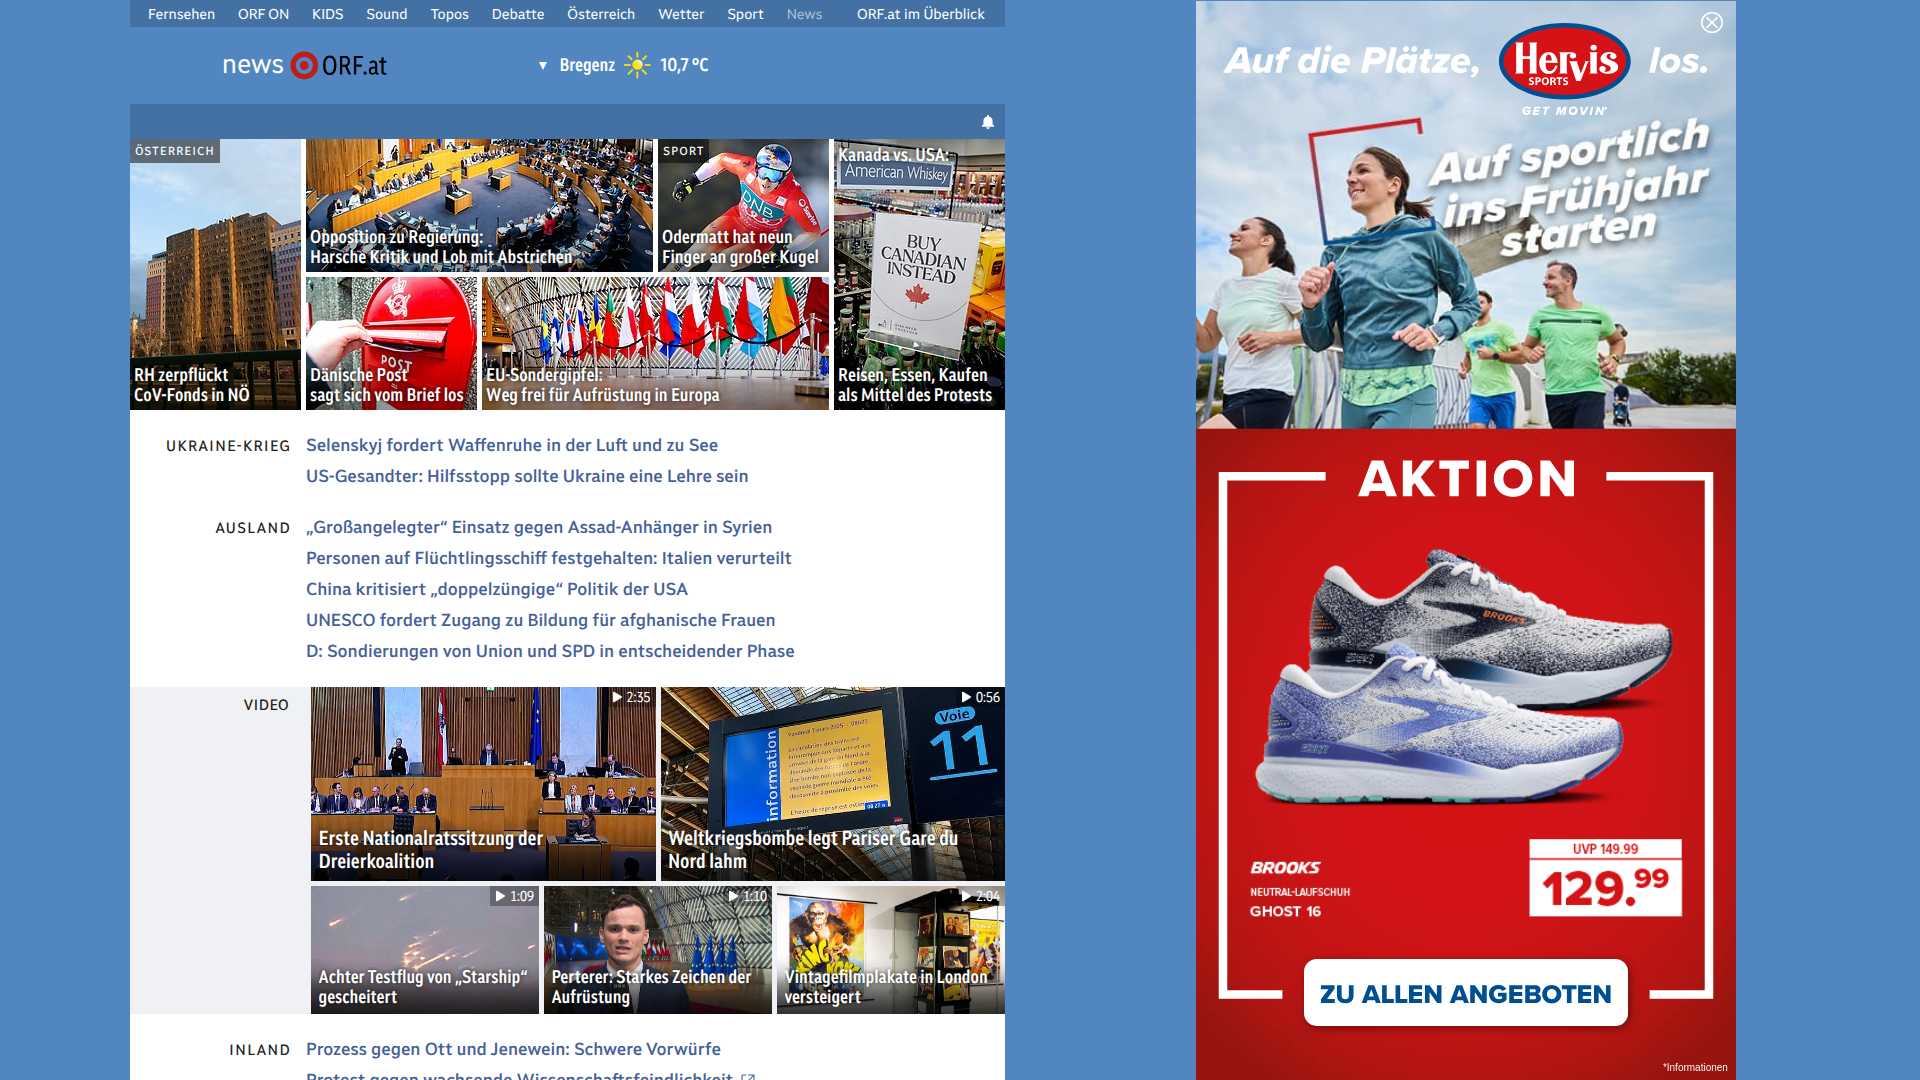 Fernsehen ORF ON KIDS Sound Topos Debatte Österreich Wetter Sport News ORF.at im Überblick
news ORF.at
Bregenz 10,7 °C
ÖSTERREICH
RH zerpflückt
CoV-Fonds in NÖ
Opposition zu Regierung:
Harsche Kritik und Lob mit Abstrichen
SPORT
DNB
Odermatt hat neun
Finger an großer Kugel
Kanada vs. USA:
American Whiskey
BUY
CANADIAN
INSTEAD
Reisen, Essen, Kaufen
als Mittel des Protests
POST
Dänische Post
sagt sich vom Brief los
EU-Sondergipfel:
Weg frei für Aufrüstung in Europa
UKRAINE-KRIEG
Selenskyj fordert Waffenruhe in der Luft und zu See
US-Gesandter: Hilfsstopp sollte Ukraine eine Lehre sein
AUSLAND
„Großangelegter“ Einsatz gegen Assad-Anhänger in Syrien
Personen auf Flüchtlingsschiff festgehalten: Italien verurteilt
China kritisiert „doppelzüngige“ Politik der USA
UNESCO fordert Zugang zu Bildung für afghanische Frauen
D: Sondierungen von Union und SPD in entscheidender Phase
VIDEO
2:35
Erste Nationalratssitzung der
Dreierkoalition
0:56
information
Voie
11
Weltkriegsbombe legt Pariser Gare du
Nord lahm
1:09
Achter Testflug von „Starship“
gescheitert
1:10
Perterer: Starkes Zeichen der
Aufrüstung
2:04
Vintagefilmplakate in London
versteigert
INLAND
Prozess gegen Ott und Jenewein: Schwere Vorwürfe
Protest gegen wachsende Wissenschaftsfeindlichkeit
Auf die Plätze, Hervis los.
SPORTS
GET MOVIN'
Auf sportlich
ins Frühjahr
starten
AKTION
BROOKS
BROOKS
NEUTRAL-LAUFSCHUH
GHOST 16
UVP 149.99
129.99
ZU ALLEN ANGEBOTEN
*Informationen